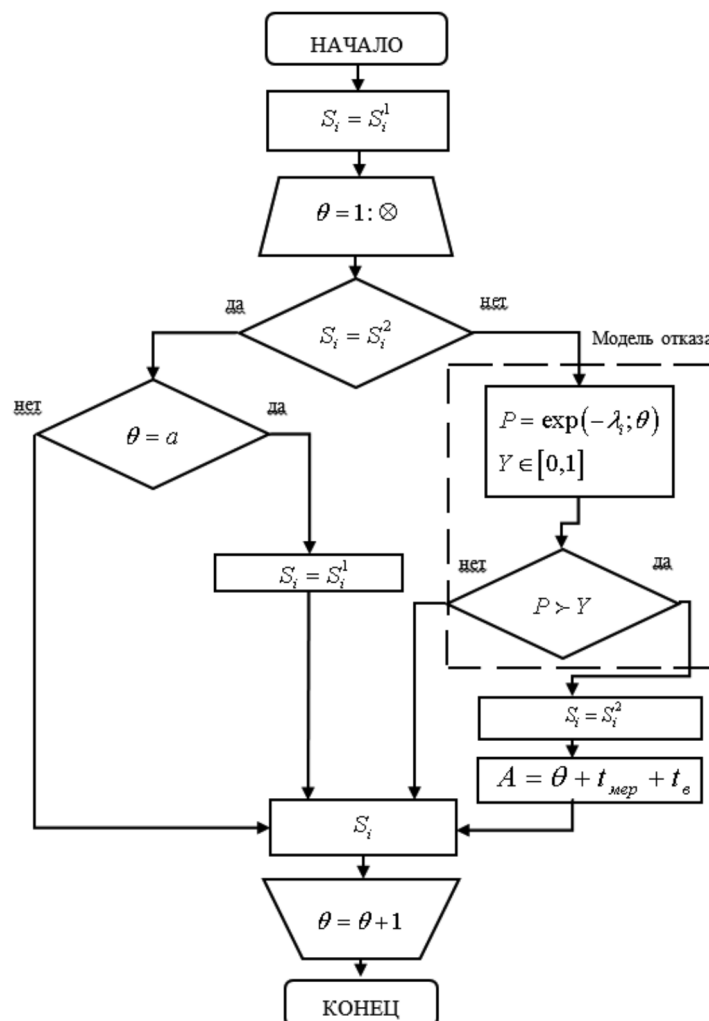 НАЧАЛО
S_i = S_i^1
θ = 1: ⊗
да
нет
S_i = S_i^2
Модель отказа
нет
да
θ = a
P = exp(−λ_i; θ)
Y ∈ [0,1]
S_i = S_i^1
нет
да
P ≻ Y
S_i = S_i^2
A = θ + t_мер + t_в
S_i
θ = θ + 1
КОНЕЦ